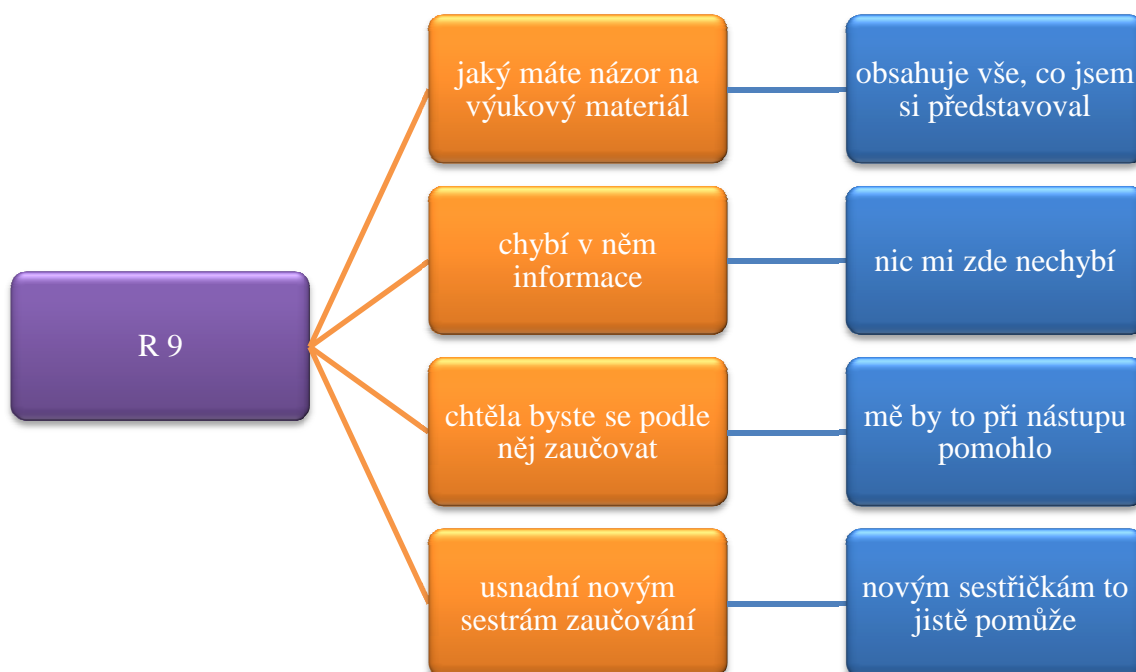 R 9
jaký máte názor na
výukový materiál
obsahuje vše, co jsem
si představoval
chybí v něm
informace
nic mi zde nechybí
chtěla byste se podle
něj zaučovat
mě by to při nástupu
pomohlo
usnadní novým
sestrám zaučování
novým sestřičkám to
jistě pomůže